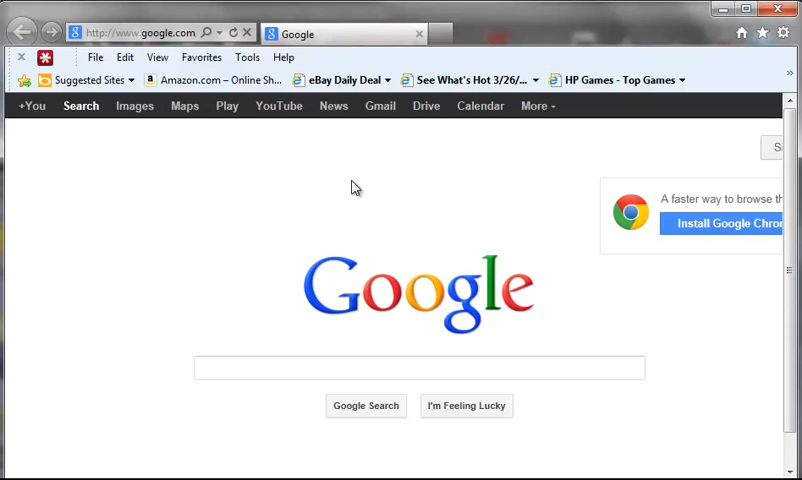 http://www.google.com
Google
File Edit View Favorites Tools Help
Suggested Sites Amazon.com – Online Sh... eBay Daily Deal See What's Hot 3/26/... HP Games - Top Games »
+You Search Images Maps Play YouTube News Gmail Drive Calendar More
A faster way to browse th
Install Google Chro
Google
Google Search I'm Feeling Lucky